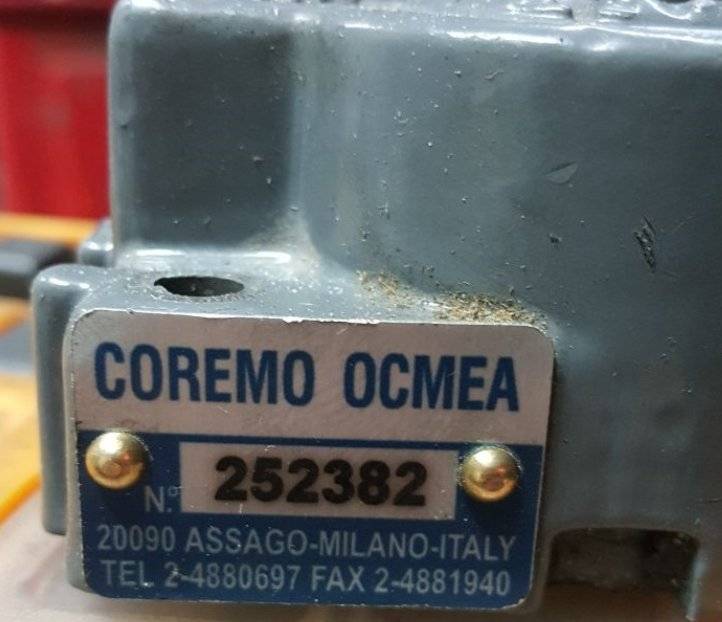 COREMO OCMEA
N.° 252382
20090 ASSAGO-MILANO-ITALY
TEL 2-4880697 FAX 2-4881940